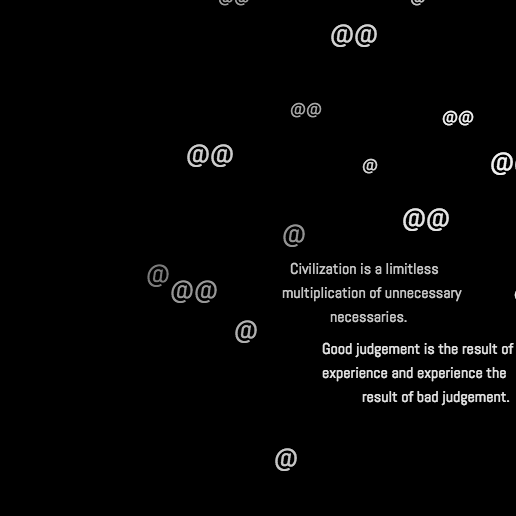 @@ @
@@
@@
@@
@@
@
@
@@
@
@
@@
Civilization is a limitless
multiplication of unnecessary
necessaries.
@
Good judgement is the result of
experience and experience the
result of bad judgement.
@